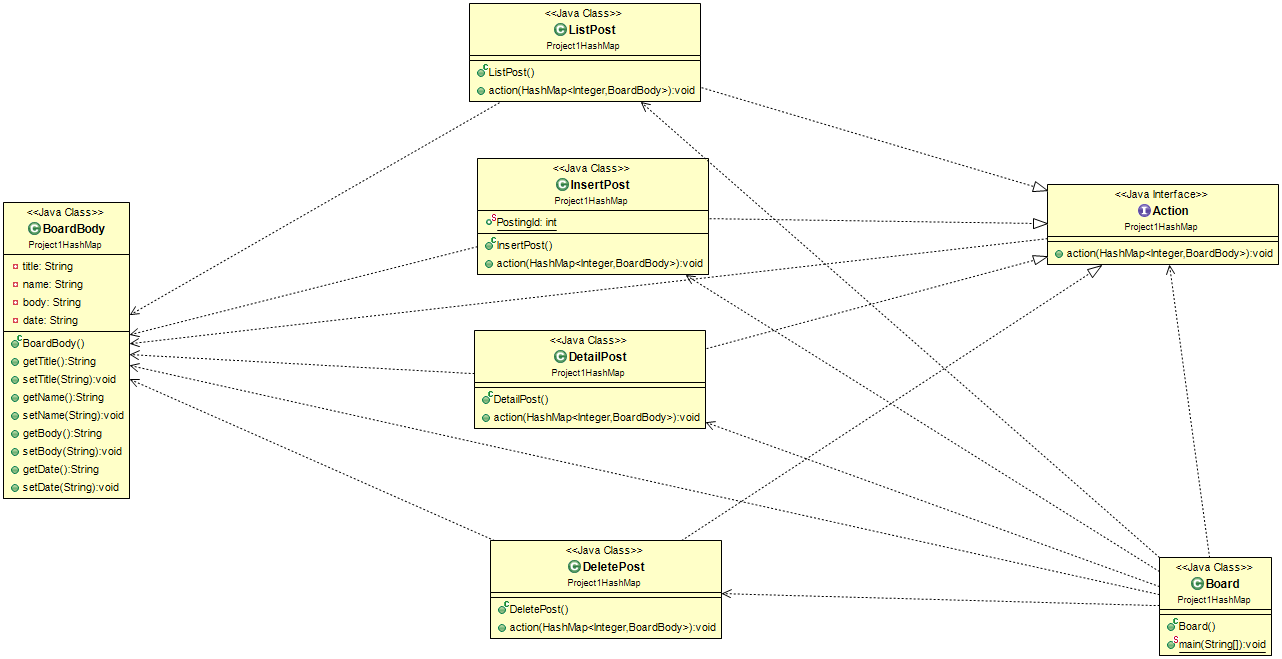 <<Java Class>>
ListPost
Project1HashMap
ListPost()
action(HashMap<Integer,BoardBody>):void
<<Java Class>>
InsertPost
Project1HashMap
PostingId: int
InsertPost()
action(HashMap<Integer,BoardBody>):void
<<Java Interface>>
Action
Project1HashMap
action(HashMap<Integer,BoardBody>):void
<<Java Class>>
BoardBody
Project1HashMap
title: String
name: String
body: String
date: String
BoardBody()
getTitle():String
setTitle(String):void
getName():String
setName(String):void
getBody():String
setBody(String):void
getDate():String
setDate(String):void
<<Java Class>>
DetailPost
Project1HashMap
DetailPost()
action(HashMap<Integer,BoardBody>):void
<<Java Class>>
DeletePost
Project1HashMap
DeletePost()
action(HashMap<Integer,BoardBody>):void
<<Java Class>>
Board
Project1HashMap
Board()
main(String[]):void